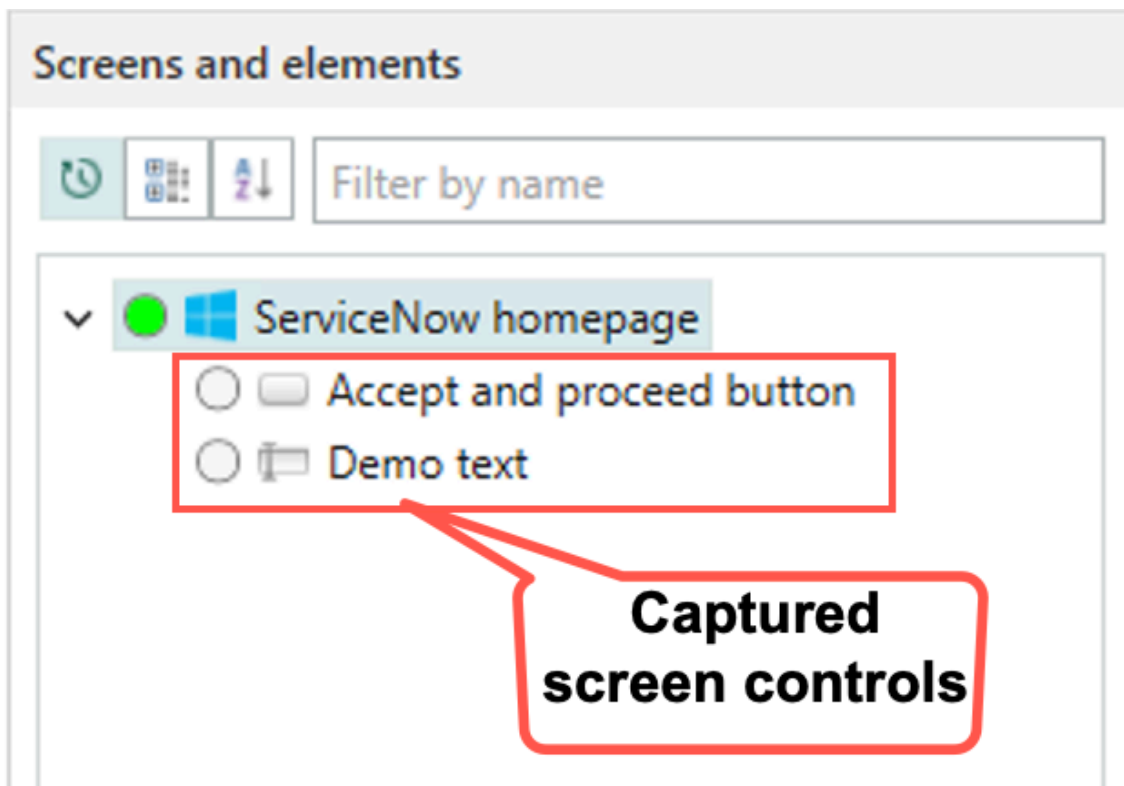 Screens and elements
Filter by name
ServiceNow homepage
Accept and proceed button
Demo text
Captured
screen controls